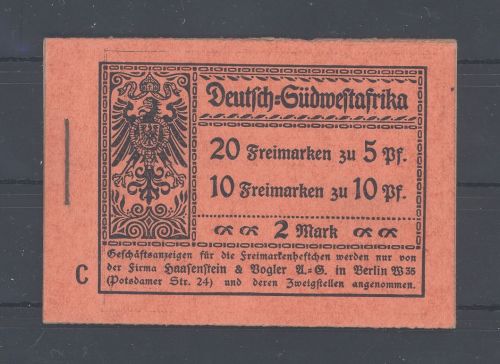 Deutsch=Südwestafrika
20 Freimarken zu 5 Pf.
10 Freimarken zu 10 Pf.
2 Mark
Geschäftsanzeigen für die Freimarkenheftchen werden nur von
der Firma Haasenstein & Vogler A.=G. in Berlin W 35
(Potsdamer Str. 24) und deren Zweigstellen angenommen.
C